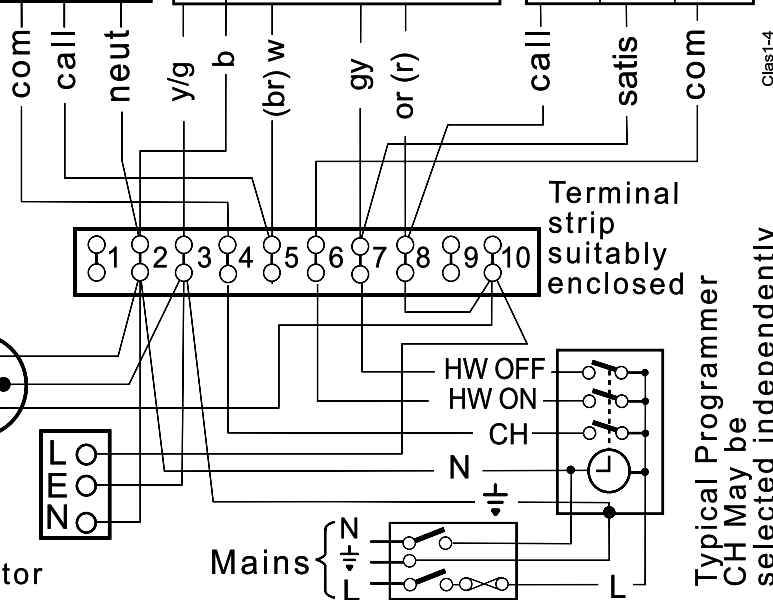 com
call
neut
y/g
b
(br) w
gy
or (r)
call
satis
com
Clas1-4
Terminal
strip
suitably
enclosed
1 2 3 4 5 6 7 8 9 10
HW OFF
HW ON
CH
N
L
E
N
Typical Programmer
CH May be
selected independently
Mains
N
L
L
tor